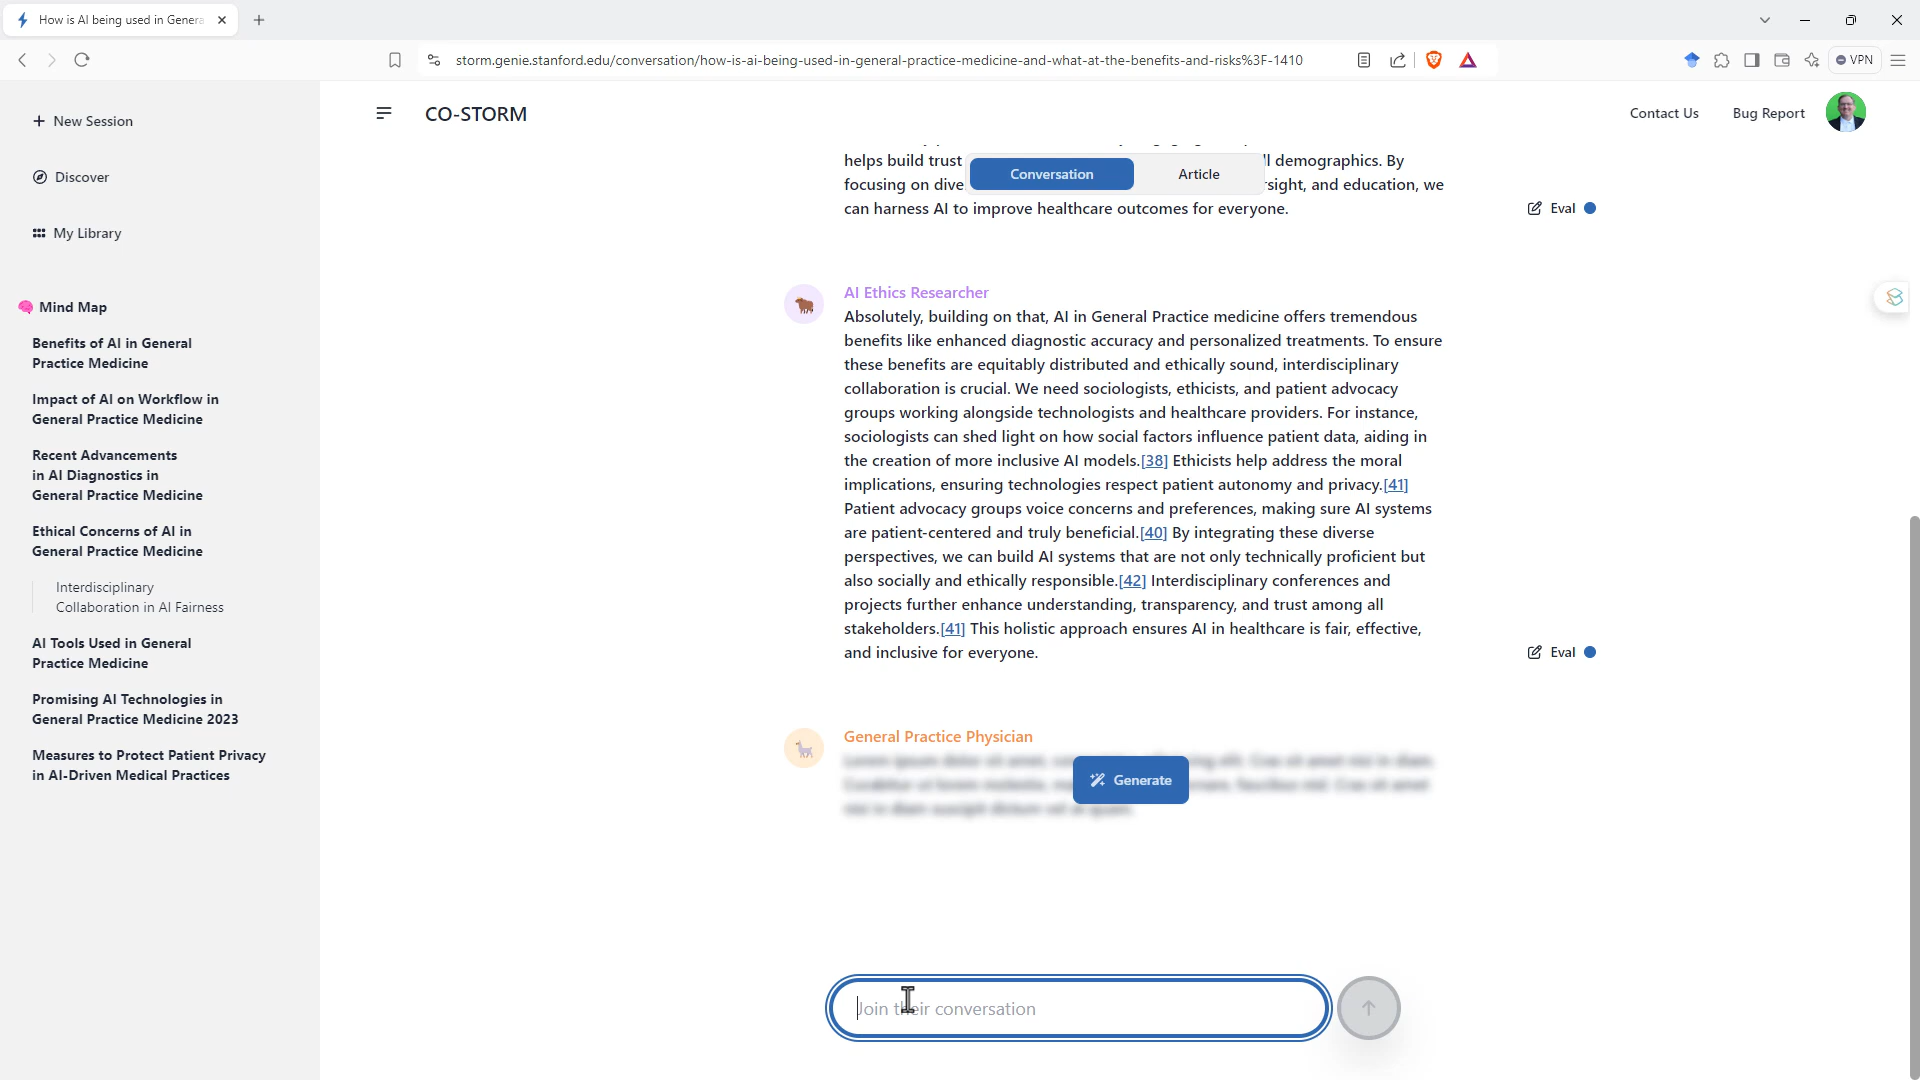 How is AI being used in Genera
storm.genie.stanford.edu/conversation/how-is-ai-being-used-in-general-practice-medicine-and-what-at-the-benefits-and-risks%3F-1410
VPN
New Session
Discover
My Library
Mind Map
Benefits of AI in General
Practice Medicine
Impact of AI on Workflow in
General Practice Medicine
Recent Advancements
in AI Diagnostics in
General Practice Medicine
Ethical Concerns of AI in
General Practice Medicine
Interdisciplinary
Collaboration in AI Fairness
AI Tools Used in General
Practice Medicine
Promising AI Technologies in
General Practice Medicine 2023
Measures to Protect Patient Privacy
in AI-Driven Medical Practices
CO-STORM
Contact Us
Bug Report
Conversation
Article
helps build trust demographics. By
focusing on dive rsight, and education, we
can harness AI to improve healthcare outcomes for everyone.
Eval
AI Ethics Researcher
Absolutely, building on that, AI in General Practice medicine offers tremendous
benefits like enhanced diagnostic accuracy and personalized treatments. To ensure
these benefits are equitably distributed and ethically sound, interdisciplinary
collaboration is crucial. We need sociologists, ethicists, and patient advocacy
groups working alongside technologists and healthcare providers. For instance,
sociologists can shed light on how social factors influence patient data, aiding in
the creation of more inclusive AI models.[38] Ethicists help address the moral
implications, ensuring technologies respect patient autonomy and privacy.[41]
Patient advocacy groups voice concerns and preferences, making sure AI systems
are patient-centered and truly beneficial.[40] By integrating these diverse
perspectives, we can build AI systems that are not only technically proficient but
also socially and ethically responsible.[42] Interdisciplinary conferences and
projects further enhance understanding, transparency, and trust among all
stakeholders.[41] This holistic approach ensures AI in healthcare is fair, effective,
and inclusive for everyone.
Eval
General Practice Physician
Generate
Join their conversation